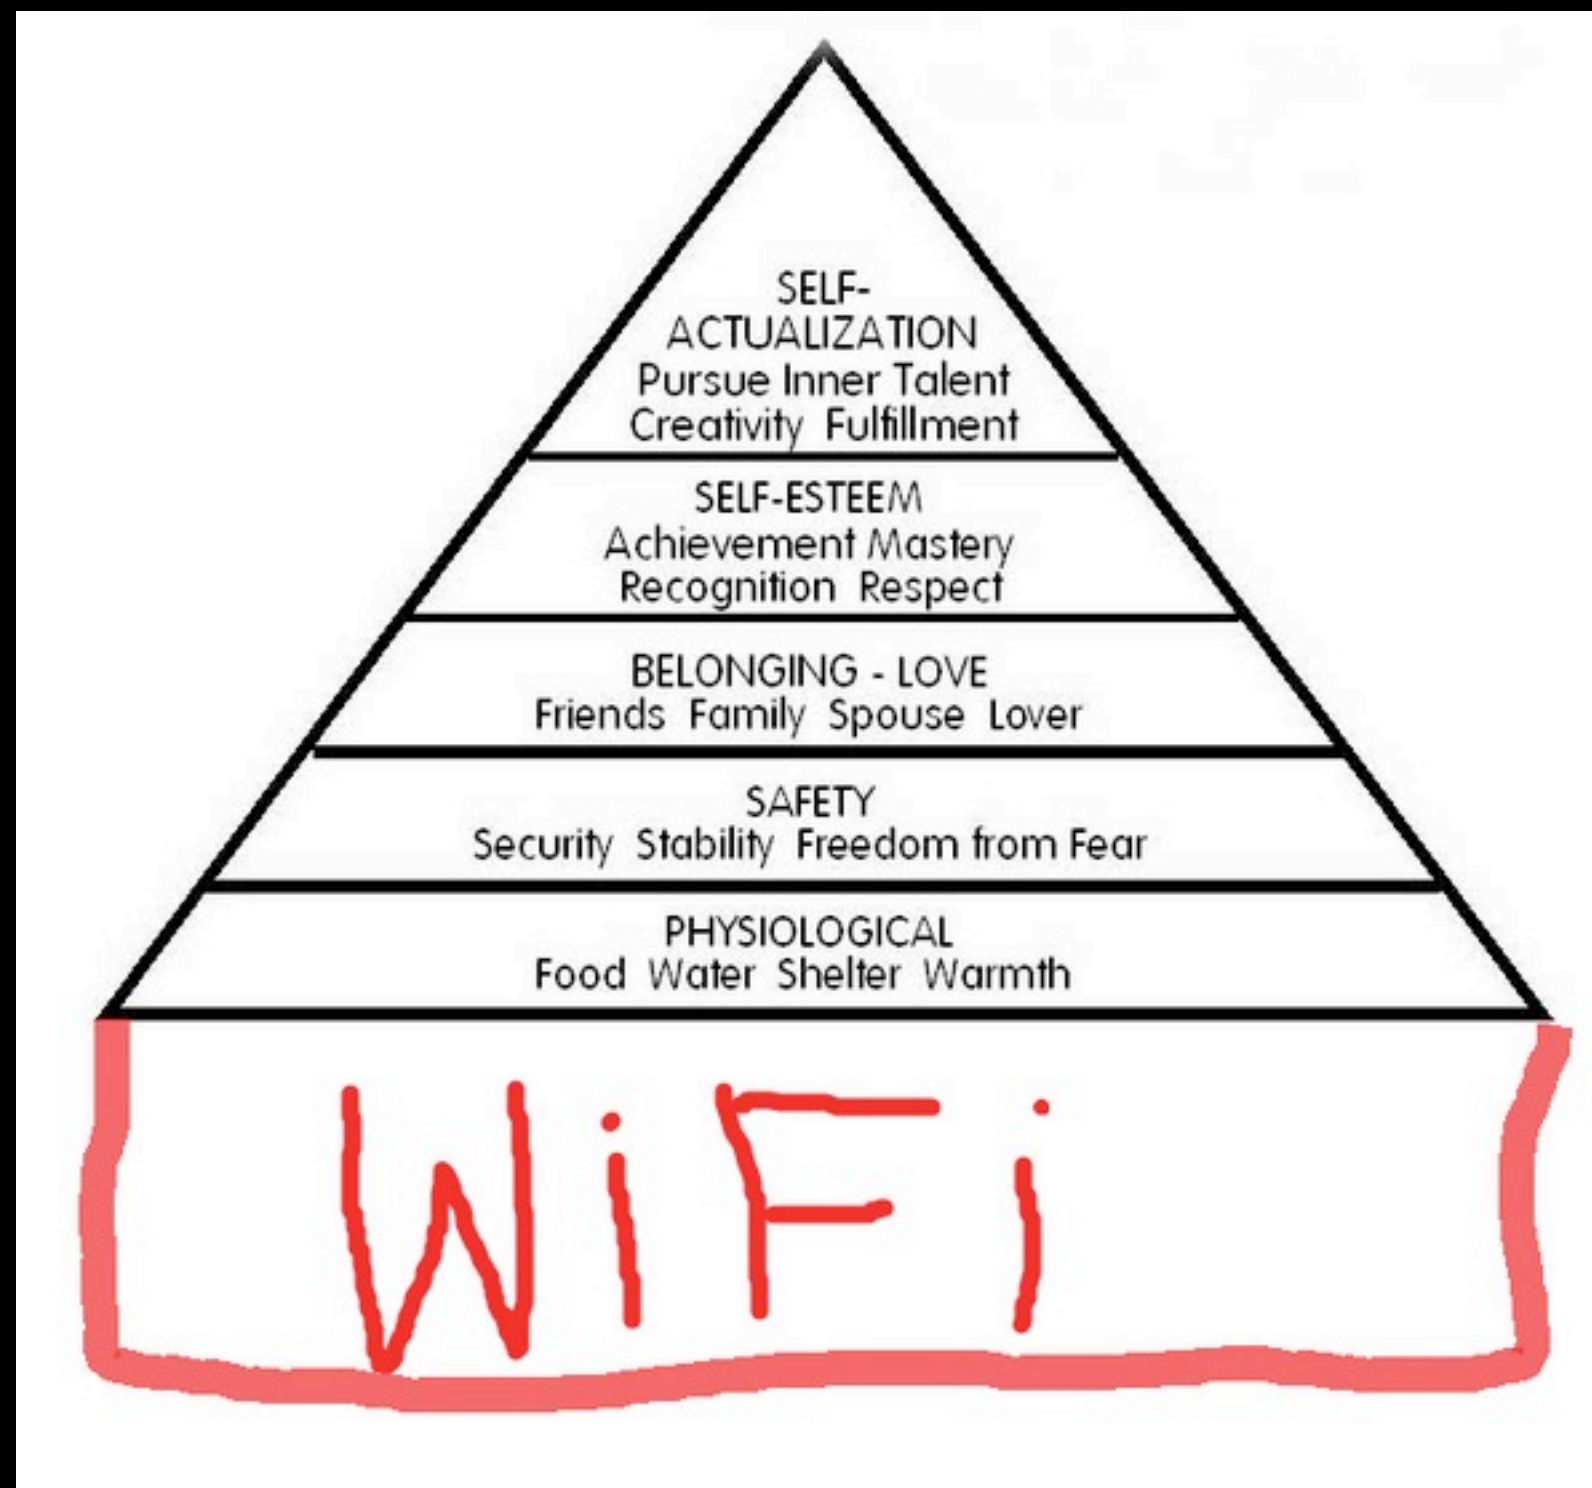 SELF-
ACTUALIZATION
Pursue Inner Talent
Creativity Fulfillment
SELF-ESTEEM
Achievement Mastery
Recognition Respect
BELONGING - LOVE
Friends Family Spouse Lover
SAFETY
Security Stability Freedom from Fear
PHYSIOLOGICAL
Food Water Shelter Warmth
WiFi